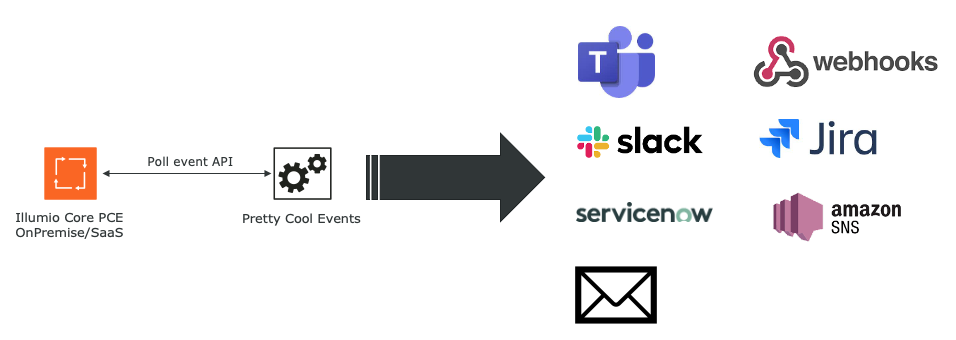 Poll event API
Illumio Core PCE
OnPremise/SaaS
Pretty Cool Events
T
webhooks
slack
Jira
servicenow
amazon
SNS